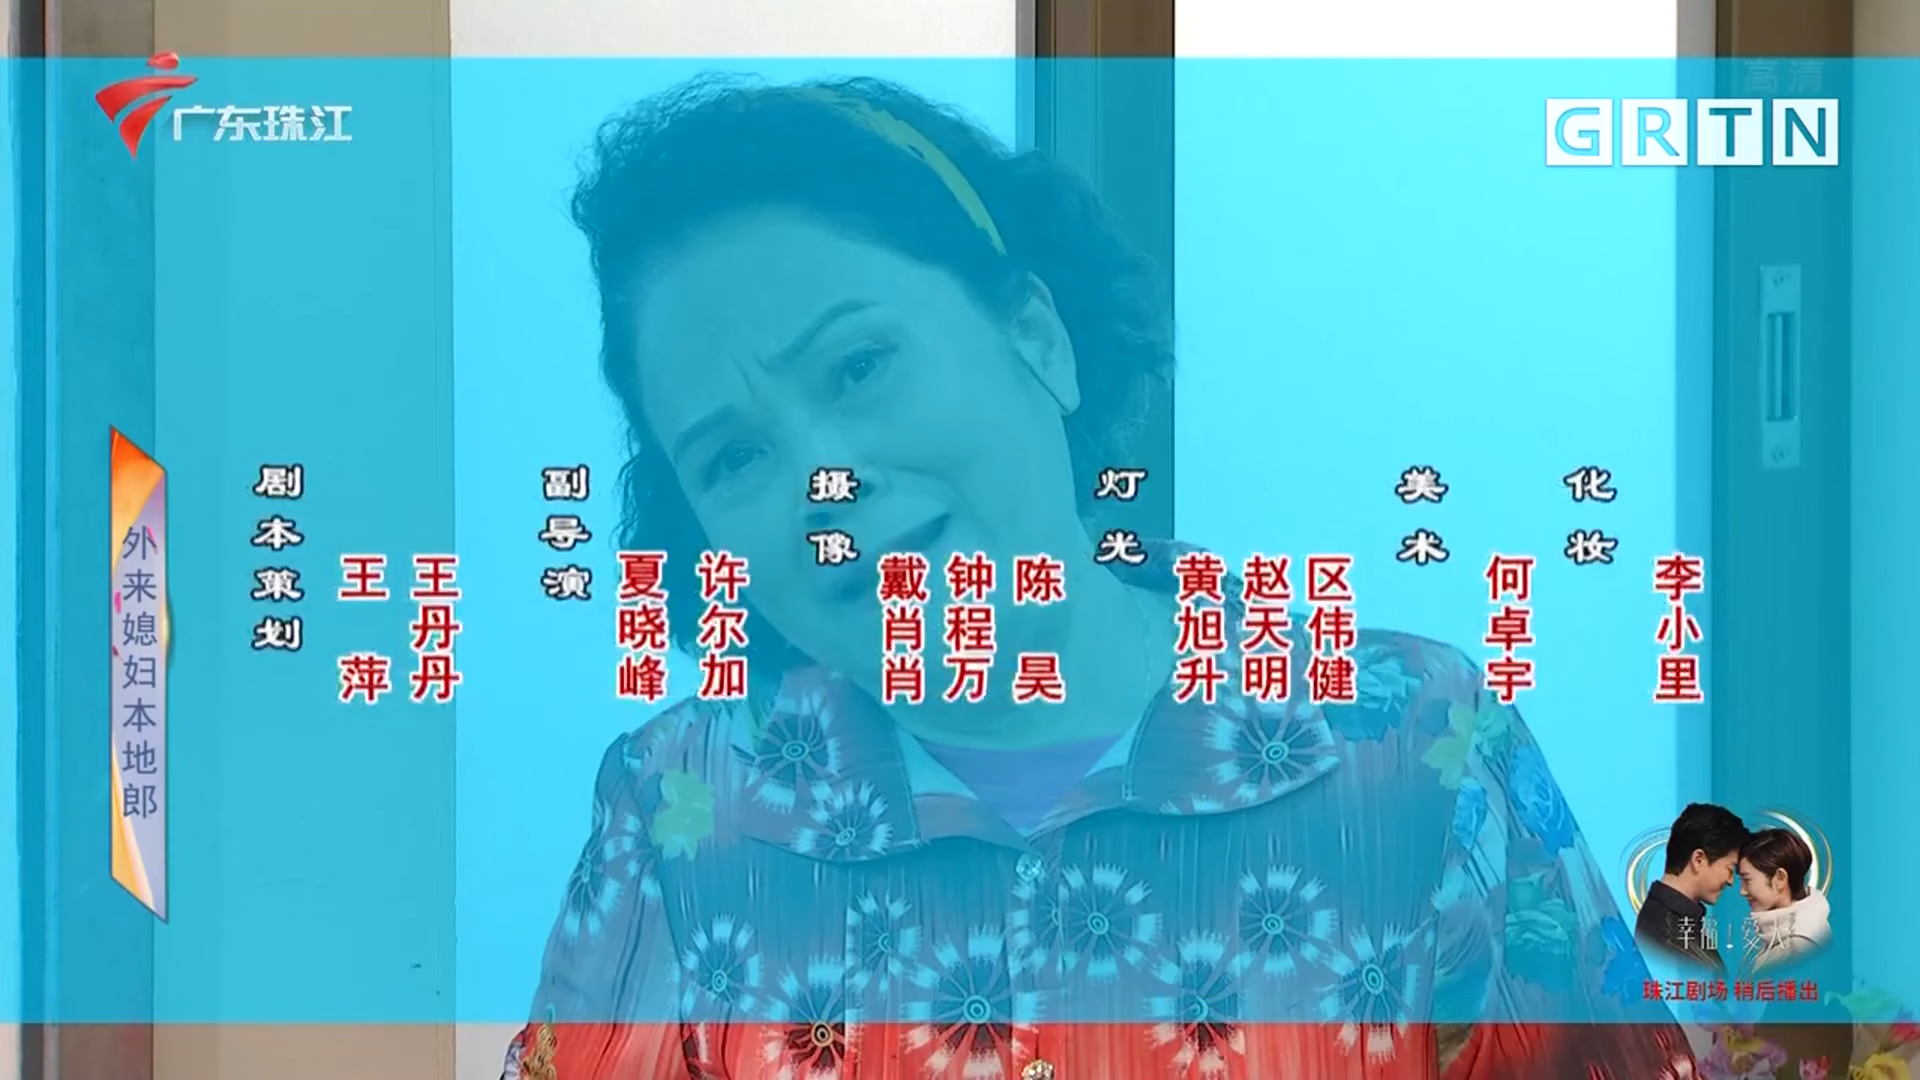 广东珠江
高清
GRTN
剧本策划
王萍
王丹丹
副导演
夏晓峰
许尔加
摄像
戴肖肖
钟程万
陈昊
灯光
黄旭升
赵天明
区伟健
美术
何卓宇
化妆
李小里
外来媳妇本地郎
幸福!爱人
珠江剧场 稍后播出